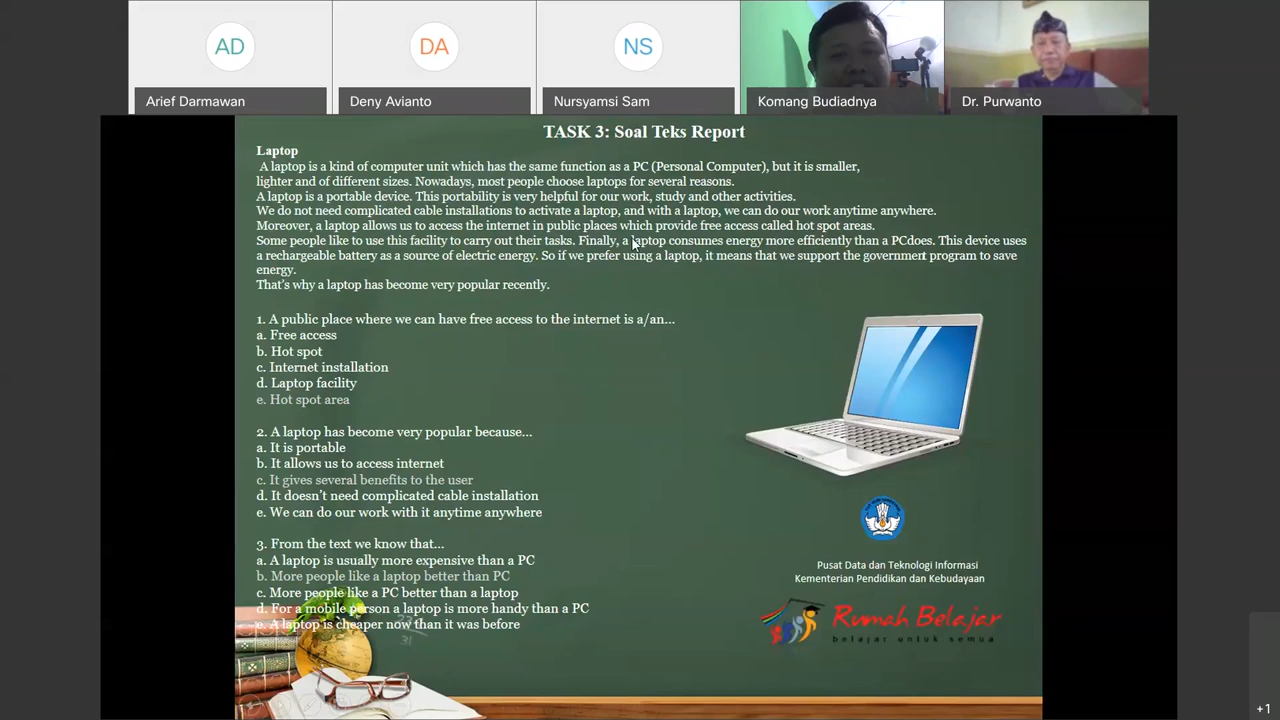 AD
DA
NS
Arief Darmawan
Deny Avianto
Nursyamsi Sam
Komang Budiadnya
Dr. Purwanto
TASK 3: Soal Teks Report
Laptop
A laptop is a kind of computer unit which has the same function as a PC (Personal Computer), but it is smaller,
lighter and of different sizes. Nowadays, most people choose laptops for several reasons.
A laptop is a portable device. This portability is very helpful for our work, study and other activities.
We do not need complicated cable installations to activate a laptop, and with a laptop, we can do our work anytime anywhere.
Moreover, a laptop allows us to access the internet in public places which provide free access called hot spot areas.
Some people like to use this facility to carry out their tasks. Finally, a laptop consumes energy more efficiently than a PCdoes. This device uses
a rechargeable battery as a source of electric energy. So if we prefer using a laptop, it means that we support the government program to save
energy.
That's why a laptop has become very popular recently.
1. A public place where we can have free access to the internet is a/an...
a. Free access
b. Hot spot
c. Internet installation
d. Laptop facility
e. Hot spot area
2. A laptop has become very popular because...
a. It is portable
b. It allows us to access internet
c. It gives several benefits to the user
d. It doesn't need complicated cable installation
e. We can do our work with it anytime anywhere
3. From the text we know that...
a. A laptop is usually more expensive than a PC
b. More people like a laptop better than PC
c. More people like a PC better than a laptop
d. For a mobile person a laptop is more handy than a PC
e. A laptop is cheaper now than it was before
Pusat Data dan Teknologi Informasi
Kementerian Pendidikan dan Kebudayaan
Rumah Belajar
belajar untuk semua
+1